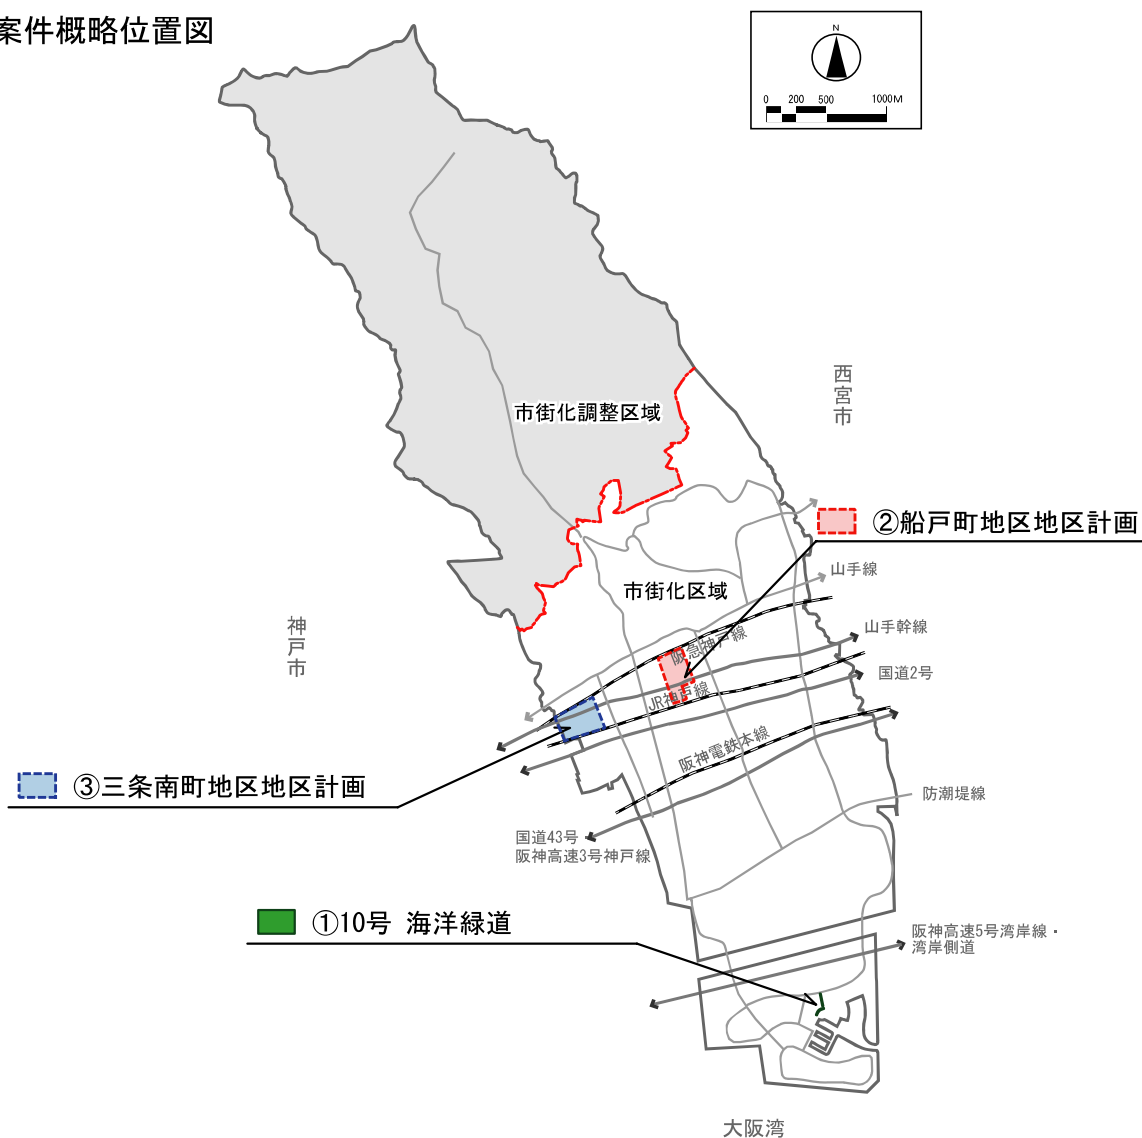 案件概略位置図
N
0 200 500 1000M
西宮市
市街化調整区域
②船戸町地区地区計画
山手線
市街化区域
神戸市
山手幹線
阪急神戸線
国道2号
JR神戸線
阪神電鉄本線
③三条南町地区地区計画
防潮堤線
国道43号
阪神高速3号神戸線
①10号 海洋緑道
阪神高速5号湾岸線・
湾岸側道
大阪湾